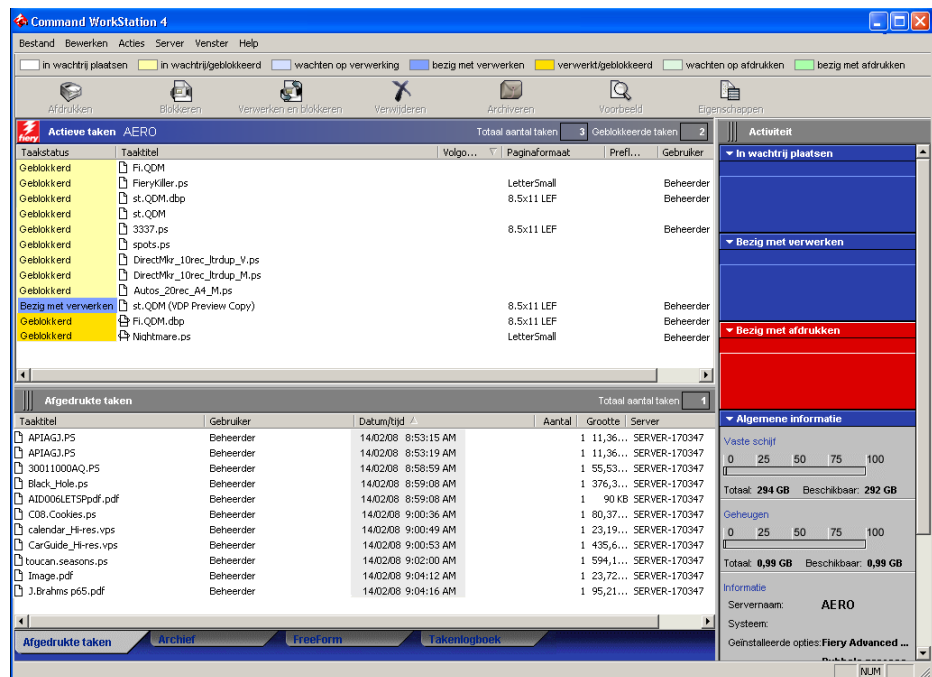 Command WorkStation 4
Bestand Bewerken Acties Server Venster Help
in wachtrij plaatsen in wachtrij/geblokkeerd wachten op verwerking bezig met verwerken verwerkt/geblokkeerd wachten op afdrukken bezig met afdrukken
Afdrukken Blokkeren Verwerken en blokkeren Verwijderen Archiveren Voorbeeld Eigenschappen
fiery Actieve taken AERO Totaal aantal taken 3 Geblokkeerde taken 2
Taakstatus Taaktitel Volgo... Paginaformaat Prefl... Gebruiker
Geblokkerd Fi.QDM
Geblokkerd FieryKiller.ps LetterSmall Beheerder
Geblokkerd st.QDM.dbp 8.5x11 LEF Beheerder
Geblokkerd st.QDM
Geblokkerd 3337.ps 8.5x11 LEF Beheerder
Geblokkerd spots.ps
Geblokkerd DirectMkr_10rec_ltrdup_V.ps
Geblokkerd DirectMkr_10rec_ltrdup_M.ps
Geblokkerd Autos_20rec_A4_M.ps
Bezig met verwerken st.QDM (VDP Preview Copy) 8.5x11 LEF Beheerder
Geblokkerd Fi.QDM.dbp 8.5x11 LEF Beheerder
Geblokkerd Nightmare.ps LetterSmall Beheerder
Afgedrukte taken Totaal aantal taken 1
Taaktitel Gebruiker Datum/tijd Aantal Grootte Server
APIAGJ.PS Beheerder 14/02/08 8:53:15 AM 1 11,36... SERVER-170347
APIAGJ.PS Beheerder 14/02/08 8:53:19 AM 1 11,36... SERVER-170347
30011000AQ.PS Beheerder 14/02/08 8:58:59 AM 1 55,53... SERVER-170347
Black_Hole.ps Beheerder 14/02/08 8:59:08 AM 1 376,3... SERVER-170347
AID006LETSPpdf.pdf Beheerder 14/02/08 8:59:08 AM 1 90 KB SERVER-170347
C08.Cookies.ps Beheerder 14/02/08 9:00:36 AM 1 80,37... SERVER-170347
calendar_Hi-res.vps Beheerder 14/02/08 9:00:49 AM 1 23,19... SERVER-170347
CarGuide_Hi-res.vps Beheerder 14/02/08 9:00:53 AM 1 435,6... SERVER-170347
toucan.seasons.ps Beheerder 14/02/08 9:02:00 AM 1 594,1... SERVER-170347
Image.pdf Beheerder 14/02/08 9:04:12 AM 1 23,72... SERVER-170347
J.Brahms p65.pdf Beheerder 14/02/08 9:04:16 AM 1 95,21... SERVER-170347
Afgedrukte taken Archief FreeForm Takenlogboek
Activiteit
In wachtrij plaatsen
Bezig met verwerken
Bezig met afdrukken
Algemene informatie
Vaste schijf
0 25 50 75 100
Totaal: 294 GB Beschikbaar: 292 GB
Geheugen
0 25 50 75 100
Totaal: 0,99 GB Beschikbaar: 0,99 GB
Informatie
Servernaam: AERO
Systeem:
Geïnstalleerde opties: Fiery Advanced ...
NUM